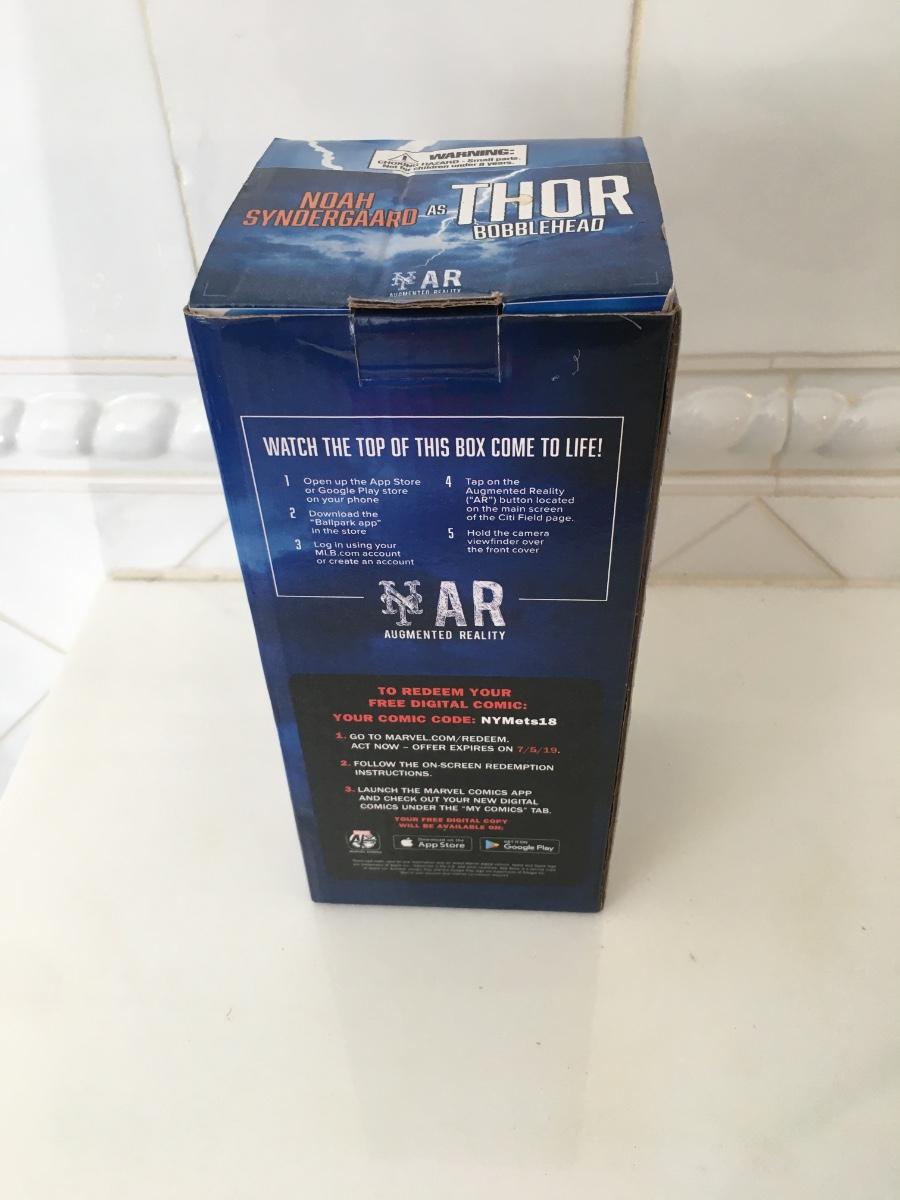 WARNING:
CHOKING HAZARD - Small parts.
Not for children under 8 years.
NOAH
SYNDERGAARD
AS
THOR
BOBBLEHEAD
NY AR
AUGMENTED REALITY
WATCH THE TOP OF THIS BOX COME TO LIFE!
1 Open up the App Store
or Google Play store
on your phone
2 Download the
"Ballpark app"
in the store
3 Log in using your
MLB.com account
or create an account
4 Tap on the
Augmented Reality
("AR") button located
on the main screen
of the Citi Field page.
5 Hold the camera
viewfinder over
the front cover
NY AR
AUGMENTED REALITY
TO REDEEM YOUR
FREE DIGITAL COMIC:
YOUR COMIC CODE: NYMets18
1. GO TO MARVEL.COM/REDEEM.
ACT NOW – OFFER EXPIRES ON 7/5/19.
2. FOLLOW THE ON-SCREEN REDEMPTION
INSTRUCTIONS.
3. LAUNCH THE MARVEL COMICS APP
AND CHECK OUT YOUR NEW DIGITAL
COMICS UNDER THE "MY COMICS" TAB.
YOUR FREE DIGITAL COPY
WILL BE AVAILABLE ON:
Download on the
App Store
GET IT ON
Google Play